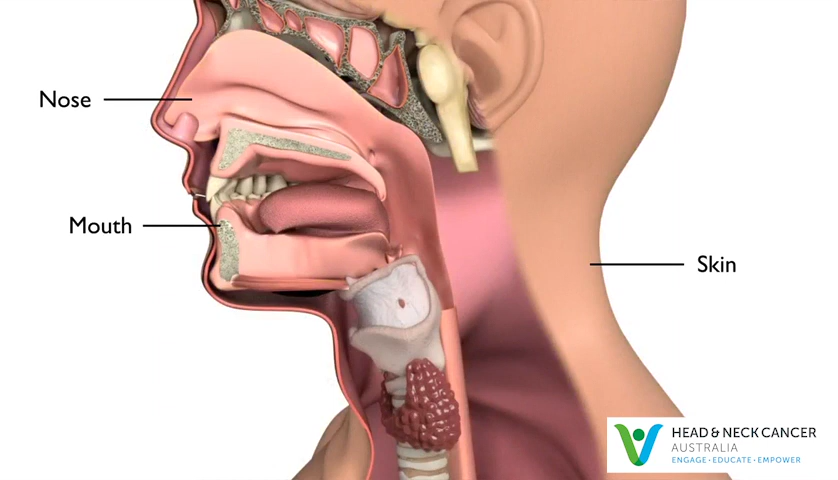 Nose
Mouth
Skin
HEAD & NECK CANCER
AUSTRALIA
ENGAGE · EDUCATE · EMPOWER